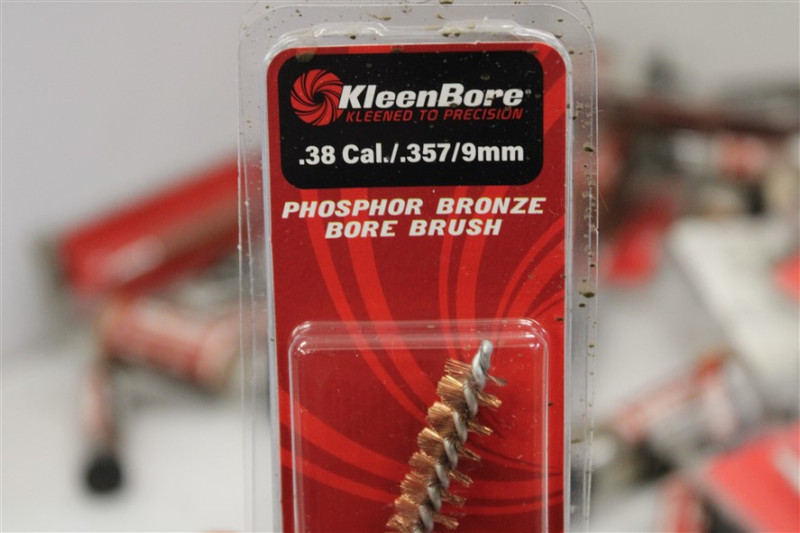 KleenBore
KLEENED TO PRECISION
.38 Cal./.357/9mm
PHOSPHOR BRONZE
BORE BRUSH